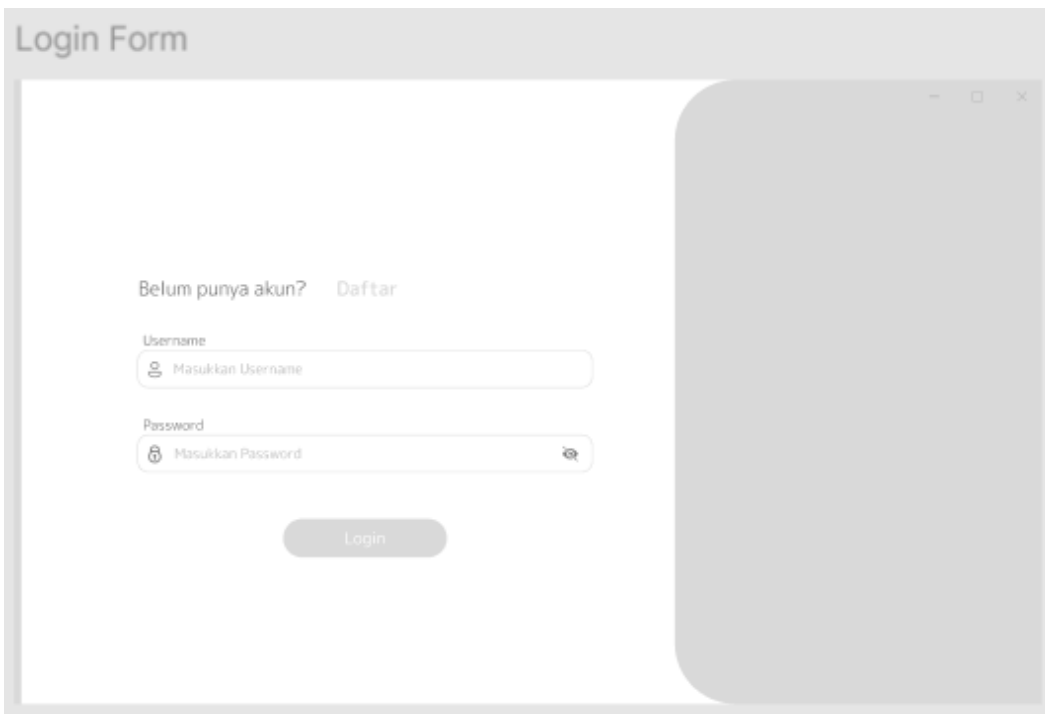 Login Form
Belum punya akun? Daftar
Username
Masukkan Username
Password
Masukkan Password
Login